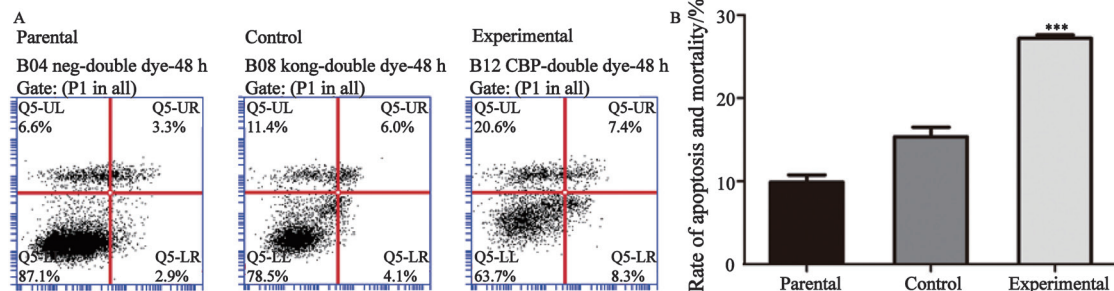 A
Parental
B04 neg-double dye-48 h
Gate: (P1 in all)
Q5-UL
6.6%
Q5-UR
3.3%
Q5-LL
87.1%
Q5-LR
2.9%
Control
B08 kong-double dye-48 h
Gate: (P1 in all)
Q5-UL
11.4%
Q5-UR
6.0%
Q5-LL
78.5%
Q5-LR
4.1%
Experimental
B12 CBP-double dye-48 h
Gate: (P1 in all)
Q5-UL
20.6%
Q5-UR
7.4%
Q5-LL
63.7%
Q5-LR
8.3%
B
Rate of apoptosis and mortality/%
30
20
10
0
***
Parental
Control
Experimental